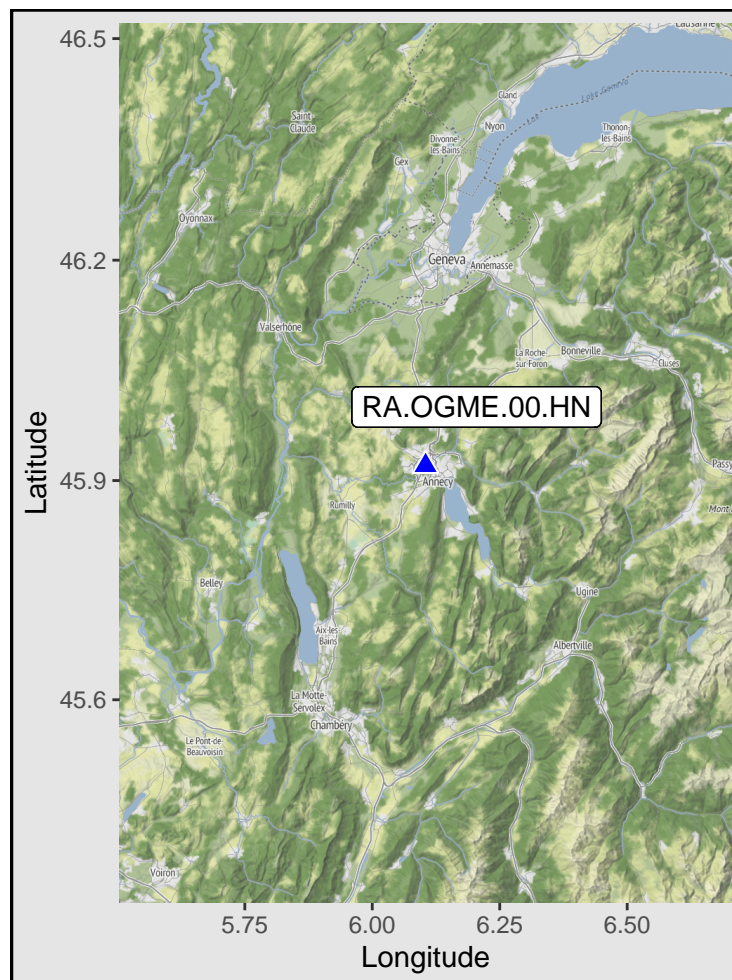 46.5
Lausanne
Gland
Lake Geneva
Nyon
Saint-
Claude
Divonne
les-Bains
Thonon-
les-Bains
Gex
Oyonnax
46.2
Geneva
Annemasse
Valserhône
La Roche
sur-Foron
Bonneville
Cluses
RA.OGME.00.HN
Latitude
Passy
45.9
Annecy
Rumilly
Mont
Belley
Ugine
Aix-les-
Bains
Albertville
45.6
La Motte-
Servolex
Chambéry
Le Pont-de-
Beauvoisin
Voiron
5.75
6.00
6.25
6.50
Longitude